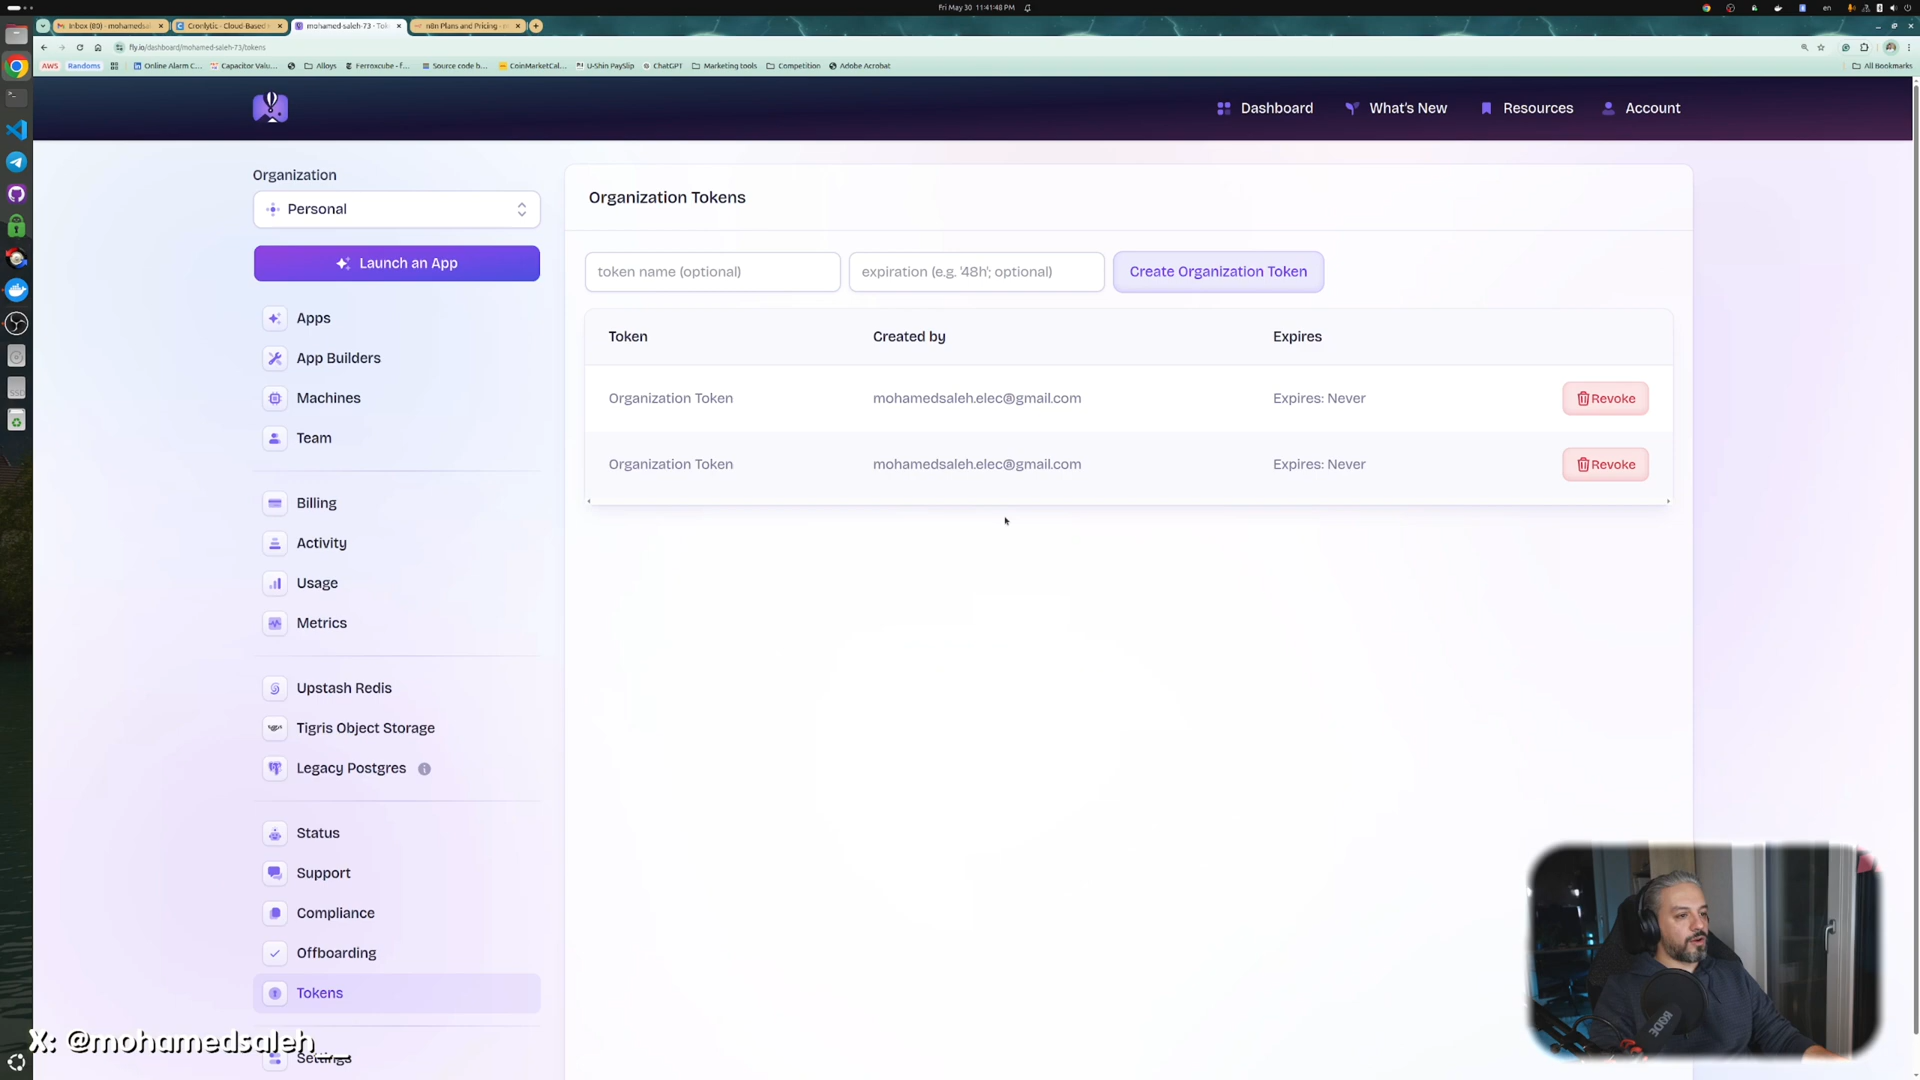 Fri May 30 11:41:48 PM
en
Inbox (80) - mohamedsal
Cronlytic - Cloud Based
mohamed-saleh-73 · Tok
n8n Plans and Pricing - n
fly.io/dashboard/mohamed-saleh-73/tokens
AWS
Randoms
Online Alarm C...
Capacitor Valu...
Alloys
Ferroxcube - f...
Source code b...
CoinMarketCal...
U-Shin PaySlip
ChatGPT
Marketing tools
Competition
Adobe Acrobat
All Bookmarks
Dashboard
What's New
Resources
Account
Organization
Personal
Launch an App
Apps
App Builders
Machines
Team
Billing
Activity
Usage
Metrics
Upstash Redis
Tigris Object Storage
Legacy Postgres
Status
Support
Compliance
Offboarding
Tokens
Settings
Organization Tokens
token name (optional)
expiration (e.g. '48h'; optional)
Create Organization Token
Token Created by Expires
Organization Token mohamedsaleh.elec@gmail.com Expires: Never Revoke
Organization Token mohamedsaleh.elec@gmail.com Expires: Never Revoke
X: @mohamedsaleh
RODE